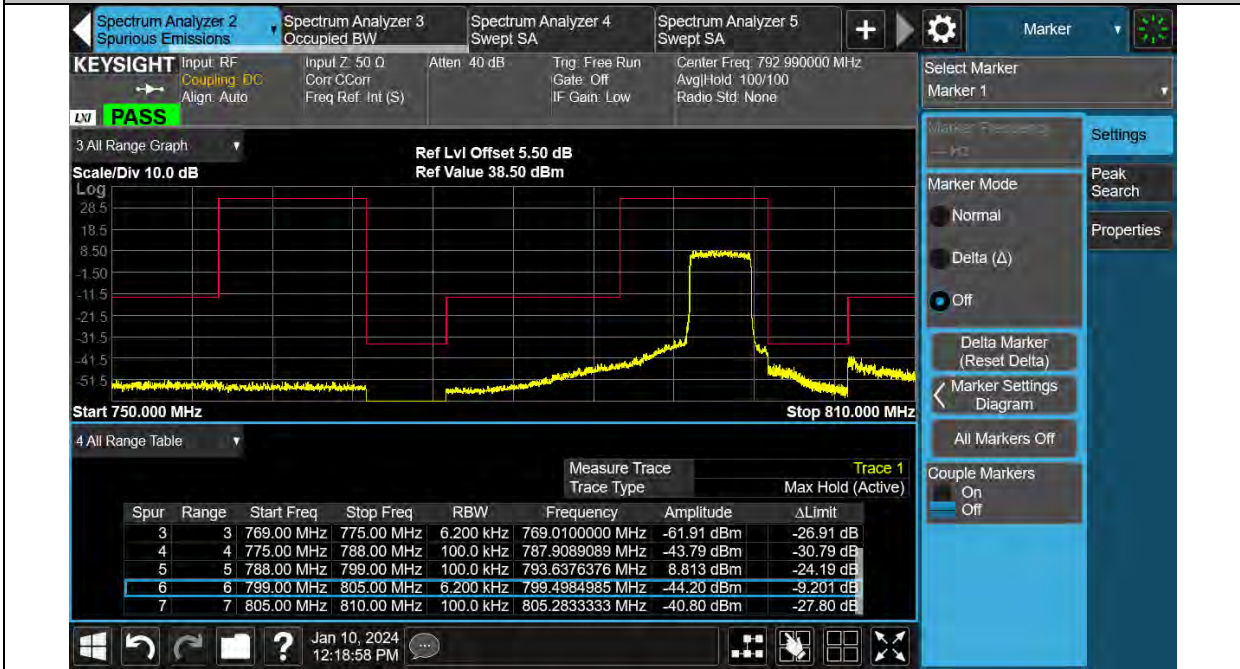 Spectrum Analyzer 2
Spurious Emissions
Spectrum Analyzer 3
Occupied BW
Spectrum Analyzer 4
Swept SA
Spectrum Analyzer 5
Swept SA
+
Marker
KEYSIGHT
Input: RF
Coupling: DC
Align: Auto
Input Z: 50 Ω
Corr CCorr
Freq Ref: Int (S)
Atten: 40 dB
Trig: Free Run
Gate: Off
IF Gain: Low
Center Freq: 792.990000 MHz
Avg|Hold: 100/100
Radio Std: None
LXI PASS
Select Marker
Marker 1
3 All Range Graph
Ref Lvl Offset 5.50 dB
Scale/Div 10.0 dB
Ref Value 38.50 dBm
Log
28.5
18.5
8.50
-1.50
-11.5
-21.5
-31.5
-41.5
-51.5
Start 750.000 MHz
Stop 810.000 MHz
Marker Frequency
--- Hz
Marker Mode
Normal
Delta (Δ)
Off
Delta Marker
(Reset Delta)
Marker Settings
Diagram
All Markers Off
Couple Markers
On
Off
Settings
Peak
Search
Properties
4 All Range Table
Measure Trace Trace 1
Trace Type Max Hold (Active)
Spur Range Start Freq Stop Freq RBW Frequency Amplitude ΔLimit
3 3 769.00 MHz 775.00 MHz 6.200 kHz 769.0100000 MHz -61.91 dBm -26.91 dB
4 4 775.00 MHz 788.00 MHz 100.0 kHz 787.9089089 MHz -43.79 dBm -30.79 dB
5 5 788.00 MHz 799.00 MHz 100.0 kHz 793.6376376 MHz 8.813 dBm -24.19 dB
6 6 799.00 MHz 805.00 MHz 6.200 kHz 799.4984985 MHz -44.20 dBm -9.201 dB
7 7 805.00 MHz 810.00 MHz 100.0 kHz 805.2833333 MHz -40.80 dBm -27.80 dB
?
Jan 10, 2024
12:18:58 PM